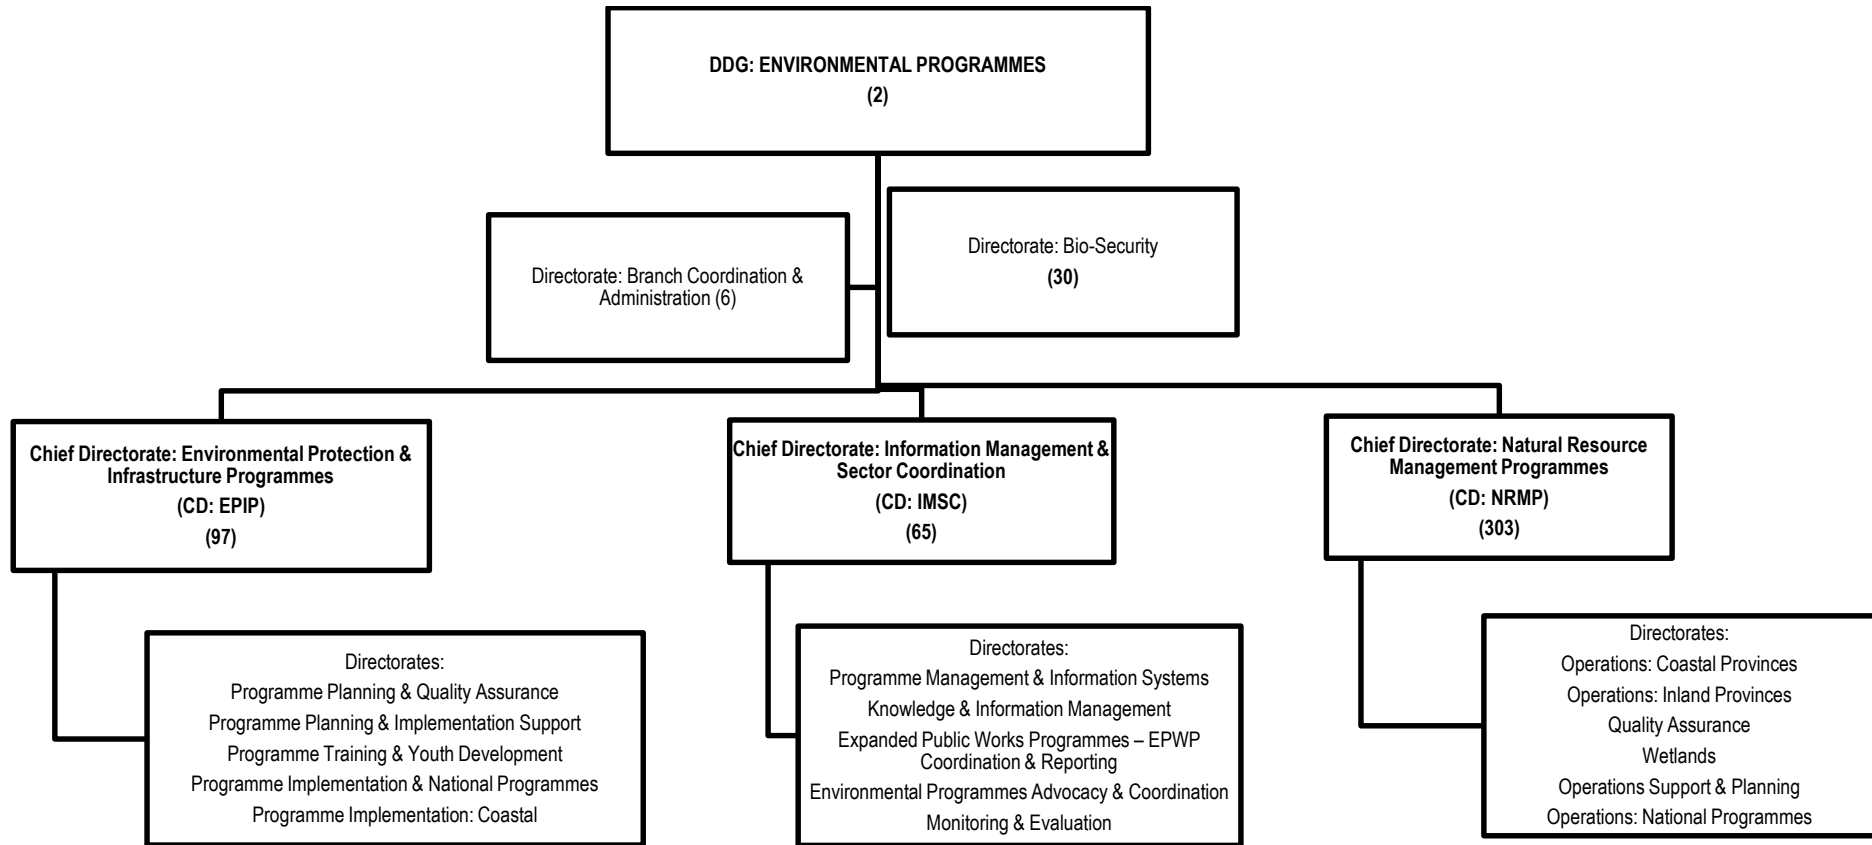 DDG: ENVIRONMENTAL PROGRAMMES
(2)
Directorate: Branch Coordination &
Administration (6)
Directorate: Bio-Security
(30)
Chief Directorate: Environmental Protection &
Infrastructure Programmes
(CD: EPIP)
(97)
Chief Directorate: Information Management &
Sector Coordination
(CD: IMSC)
(65)
Chief Directorate: Natural Resource
Management Programmes
(CD: NRMP)
(303)
Directorates:
Programme Planning & Quality Assurance
Programme Planning & Implementation Support
Programme Training & Youth Development
Programme Implementation & National Programmes
Programme Implementation: Coastal
Directorates:
Programme Management & Information Systems
Knowledge & Information Management
Expanded Public Works Programmes – EPWP
Coordination & Reporting
Environmental Programmes Advocacy & Coordination
Monitoring & Evaluation
Directorates:
Operations: Coastal Provinces
Operations: Inland Provinces
Quality Assurance
Wetlands
Operations Support & Planning
Operations: National Programmes